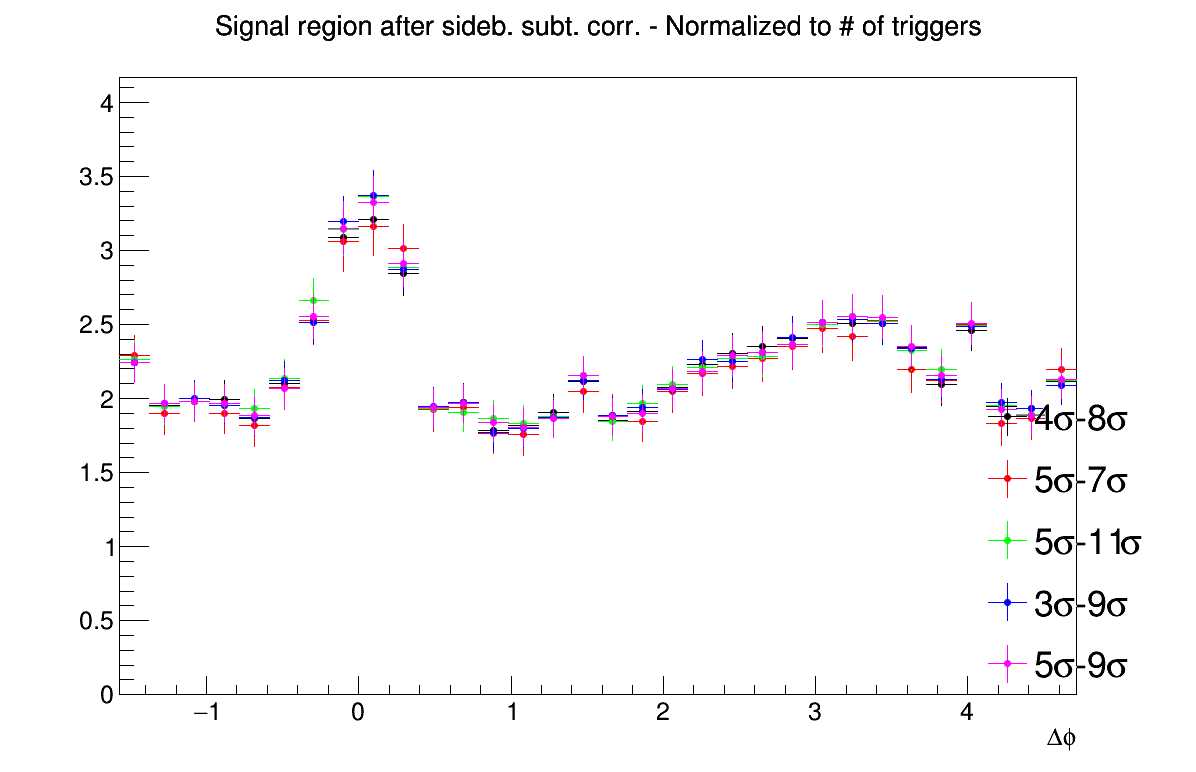 Signal region after sideb. subt. corr. - Normalized to # of triggers
4
3.5
3
2.5
2
1.5
1
0.5
0
−1 0 1 2 3 4
Δϕ
4σ-8σ
5σ-7σ
5σ-11σ
3σ-9σ
5σ-9σ